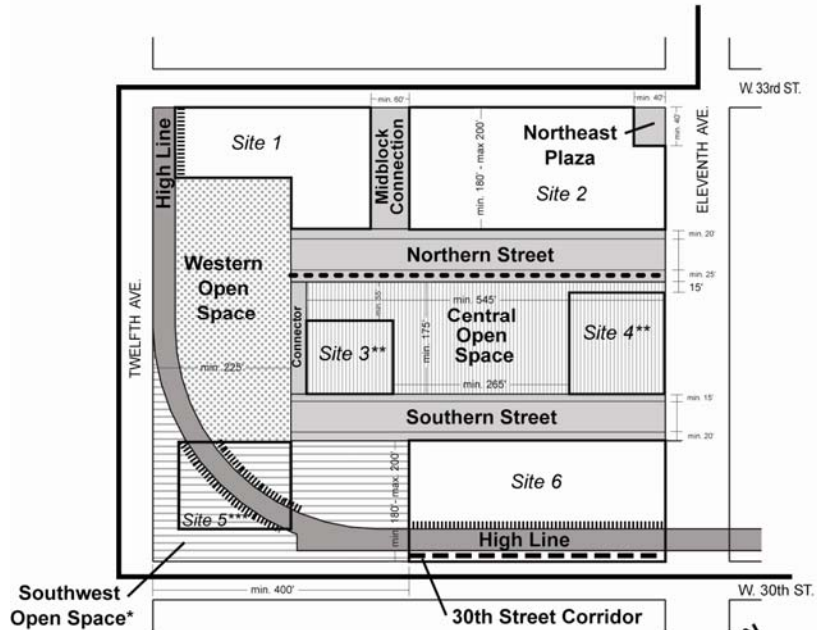 W. 33rd ST.
min. 60'
min. 40'
min. 40'
High Line
Site 1
Midblock
Connection
min. 180' - max 200'
Northeast
Plaza
Site 2
ELEVENTH AVE.
Western
Open
Space
Northern Street
min. 20'
min. 25'
15'
TWELFTH AVE.
min. 225'
Connector
min. 545'
min. 55'
Central
Open
Space
min. 175'
Site 3**
Site 4**
min. 265'
Southern Street
min. 15'
min. 20'
min. 180' - max. 200'
Site 5***
Site 6
High Line
Southwest
Open Space*
min. 400'
30th Street Corridor
W. 30th ST.